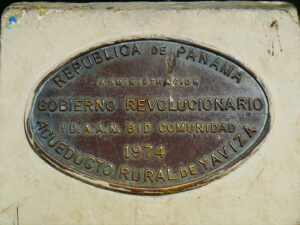 REPUBLICA DE PANAMA
ADMINISTRACION
GOBIERNO REVOLUCIONARIO
I.D.A.A.N. BID COMUNIDAD
1974
ACUEDUCTO RURAL DE YAVIZA